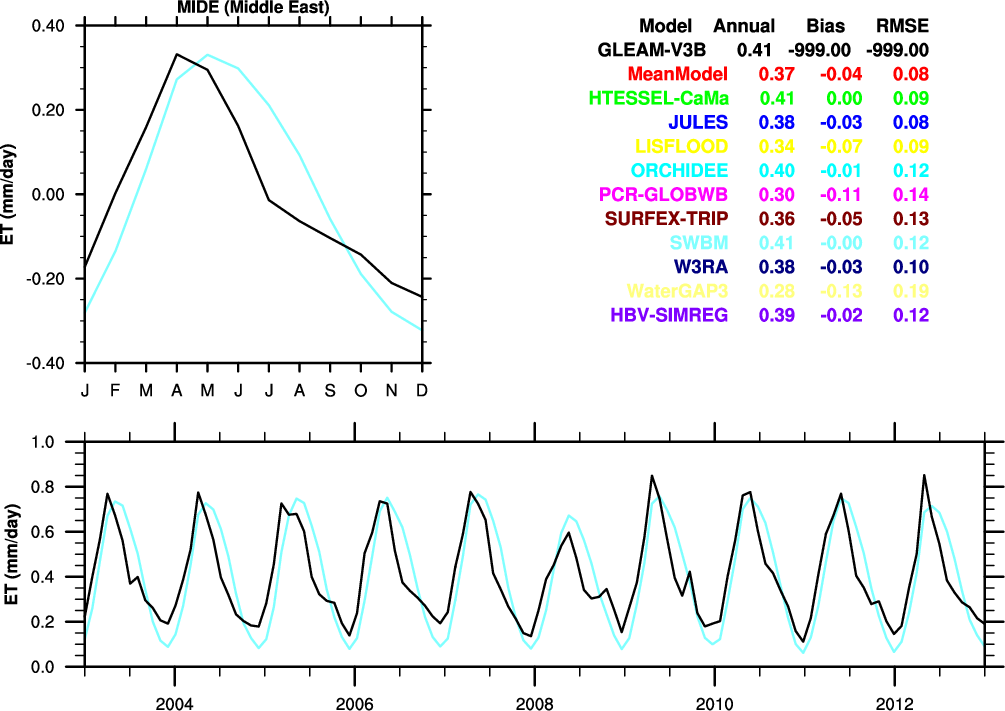 MIDE (Middle East)
ET (mm/day)
0.40
0.20
0.00
-0.20
-0.40
J F M A M J J A S O N D
Model Annual Bias RMSE
GLEAM-V3B 0.41 -999.00 -999.00
MeanModel 0.37 -0.04 0.08
HTESSEL-CaMa 0.41 0.00 0.09
JULES 0.38 -0.03 0.08
LISFLOOD 0.34 -0.07 0.09
ORCHIDEE 0.40 -0.01 0.12
PCR-GLOBWB 0.30 -0.11 0.14
SURFEX-TRIP 0.36 -0.05 0.13
SWBM 0.41 -0.00 0.12
W3RA 0.38 -0.03 0.10
WaterGAP3 0.28 -0.13 0.19
HBV-SIMREG 0.39 -0.02 0.12
ET (mm/day)
1.0
0.8
0.6
0.4
0.2
0.0
2004 2006 2008 2010 2012